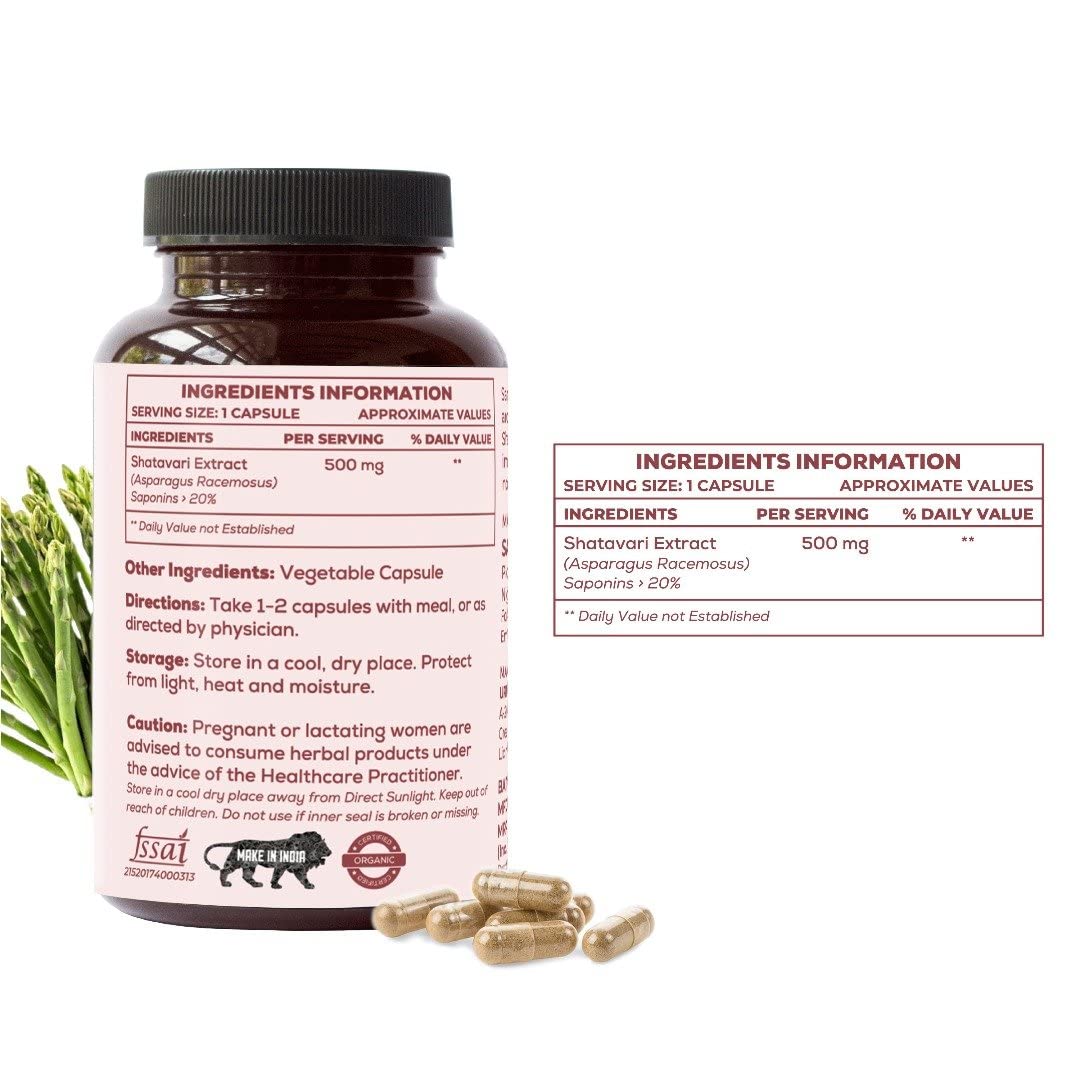 INGREDIENTS INFORMATION
SERVING SIZE: 1 CAPSULE APPROXIMATE VALUES
INGREDIENTS PER SERVING % DAILY VALUE
Shatavari Extract 500 mg **
(Asparagus Racemosus)
Saponins > 20%
** Daily Value not Established
Other Ingredients: Vegetable Capsule
Directions: Take 1-2 capsules with meal, or as
directed by physician.
Storage: Store in a cool, dry place. Protect
from light, heat and moisture.
Caution: Pregnant or lactating women are
advised to consume herbal products under
the advice of the Healthcare Practitioner.
Store in a cool dry place away from Direct Sunlight. Keep out of
reach of children. Do not use if inner seal is broken or missing.
fssai
21520174000313
MAKE IN INDIA
CERTIFIED
ORGANIC
CERTIFIED
INGREDIENTS INFORMATION
SERVING SIZE: 1 CAPSULE APPROXIMATE VALUES
INGREDIENTS PER SERVING % DAILY VALUE
Shatavari Extract 500 mg **
(Asparagus Racemosus)
Saponins > 20%
** Daily Value not Established